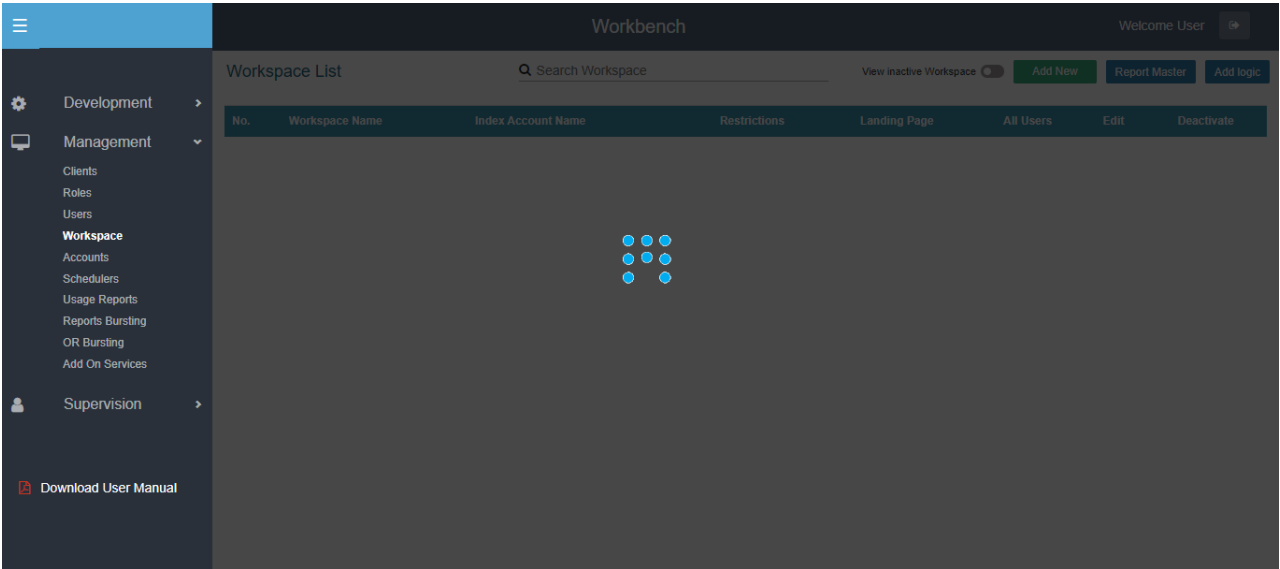 Workbench
Welcome User
Workspace List
Search Workspace
View inactive Workspace
Add New
Report Master
Add logic
Development
Management
Clients
Roles
Users
Workspace
Accounts
Schedulers
Usage Reports
Reports Bursting
OR Bursting
Add On Services
Supervision
Download User Manual
No. Workspace Name Index Account Name Restrictions Landing Page All Users Edit Deactivate